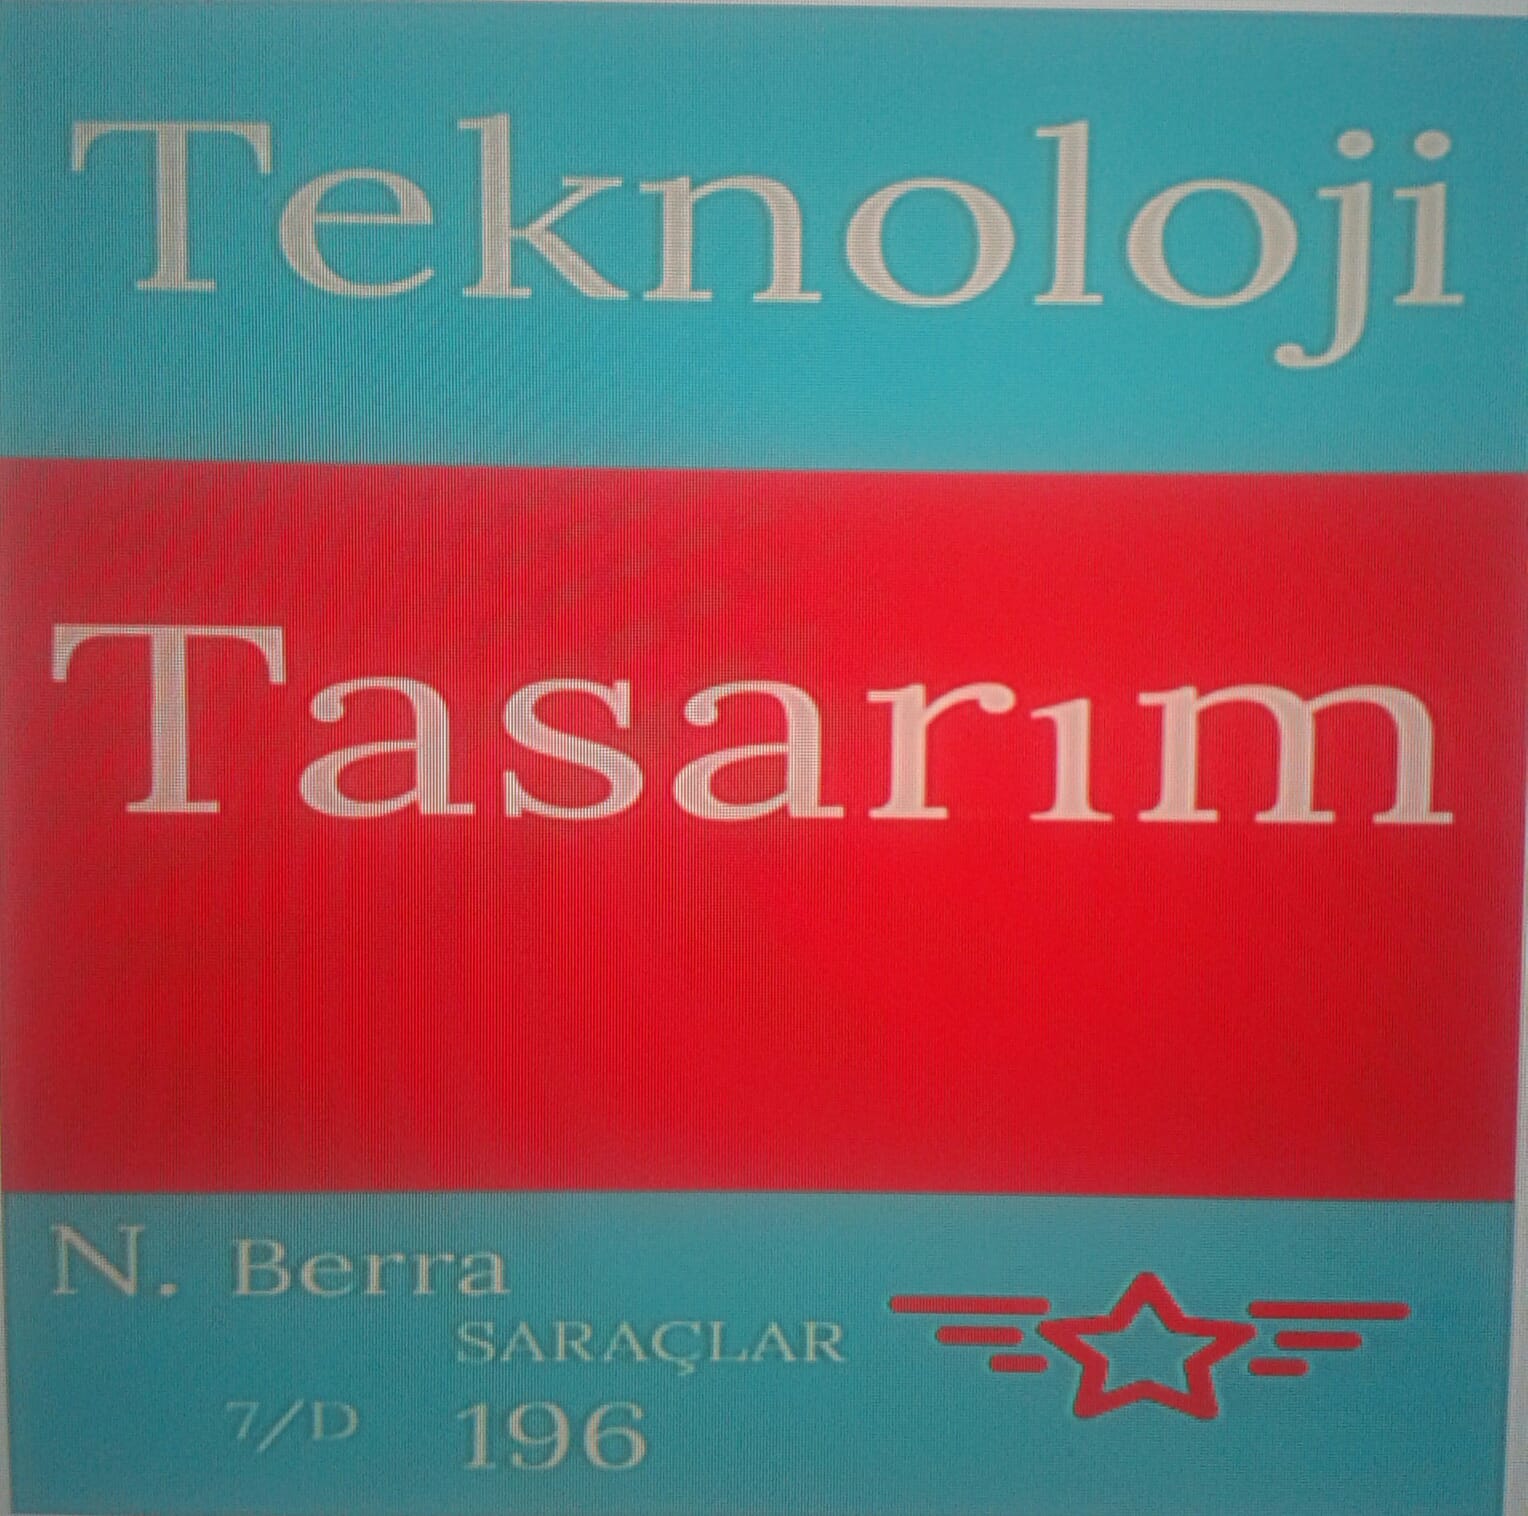 Teknoloji
Tasarım
N. Berra
SARAÇLAR
7/D 196